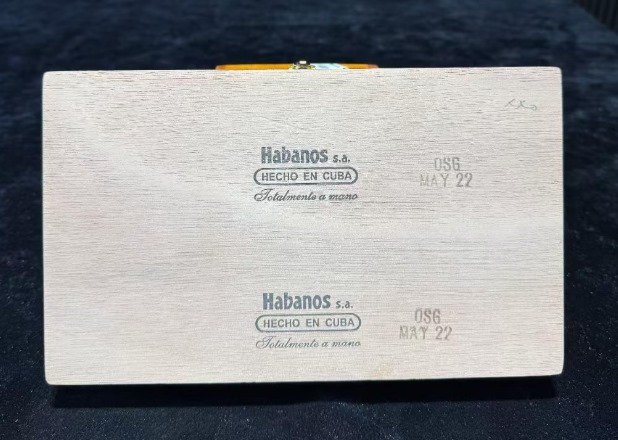 Habanos s.a.
HECHO EN CUBA
Totalmente a mano
OSG
MAY 22
Habanos s.a.
HECHO EN CUBA
Totalmente a mano
OSG
MAY 22